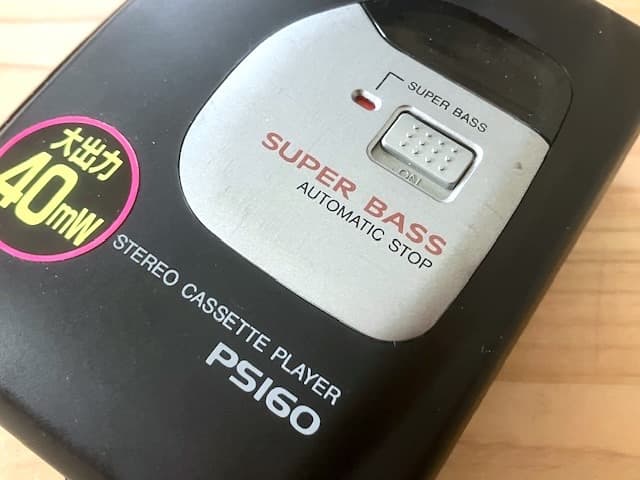 SUPER BASS
ON
SUPER BASS
AUTOMATIC STOP
大出力
40mW
STEREO CASSETTE PLAYER
PS160